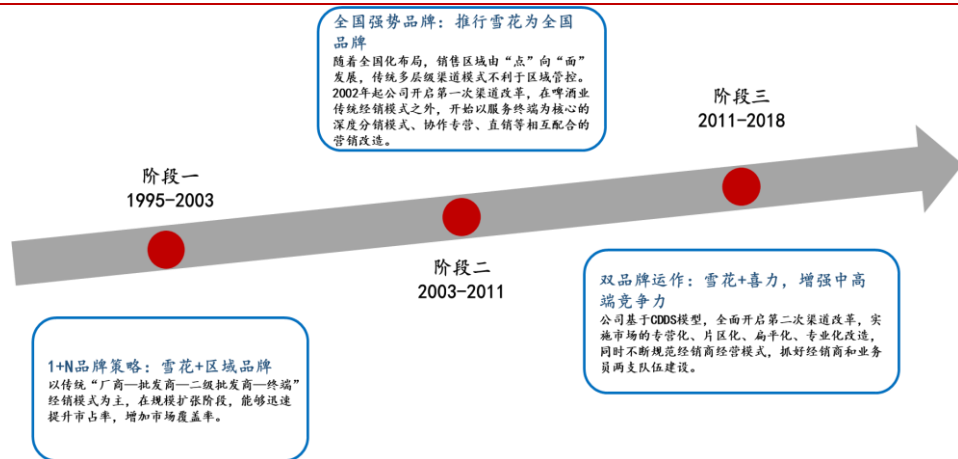 全国强势品牌：推行雪花为全国
品牌
随着全国化布局，销售区域由“点”向“面”
发展，传统多层级渠道模式不利于区域管控。
2002年起公司开启第一次渠道改革，在啤酒业
传统经销模式之外，开始以服务终端为核心的
深度分销模式、协作专营、直销等相互配合的
营销改造。
阶段三
2011-2018
阶段一
1995-2003
阶段二
2003-2011
双品牌运作：雪花+喜力，增强中高
端竞争力
公司基于CDDS模型，全面开启第二次渠道改革，实
施市场的专营化、片区化、扁平化、专业化改造，
同时不断规范经销商经营模式，抓好经销商和业务
员两支队伍建设。
1+N品牌策略：雪花+区域品牌
以传统“厂商—批发商—二级批发商—终端”
经销模式为主，在规模扩张阶段，能够迅速
提升市占率，增加市场覆盖率。